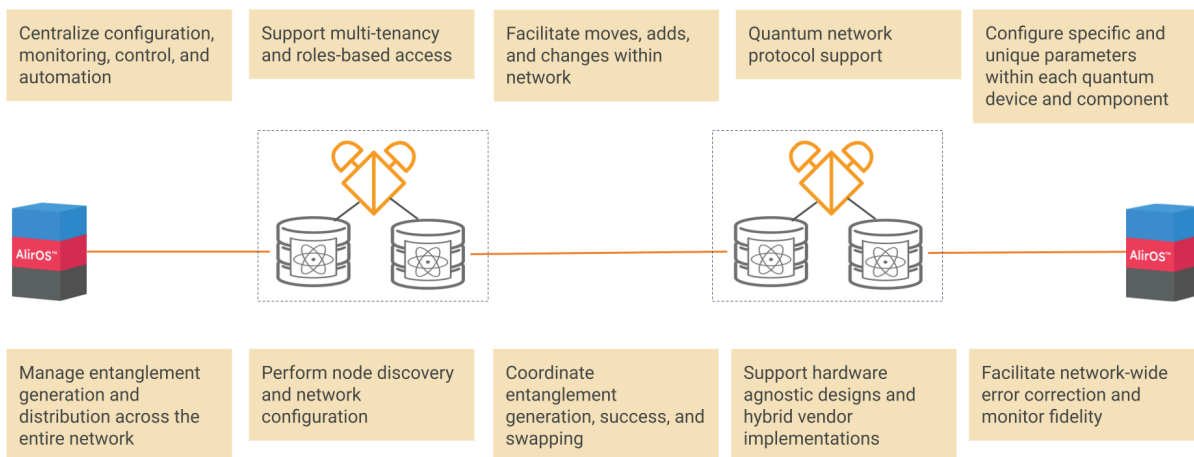 Centralize configuration,
monitoring, control, and
automation
Support multi-tenancy
and roles-based access
Facilitate moves, adds,
and changes within
network
Quantum network
protocol support
Configure specific and
unique parameters
within each quantum
device and component
AlirOS™
AlirOS™
Manage entanglement
generation and
distribution across the
entire network
Perform node discovery
and network
configuration
Coordinate
entanglement
generation, success, and
swapping
Support hardware
agnostic designs and
hybrid vendor
implementations
Facilitate network-wide
error correction and
monitor fidelity